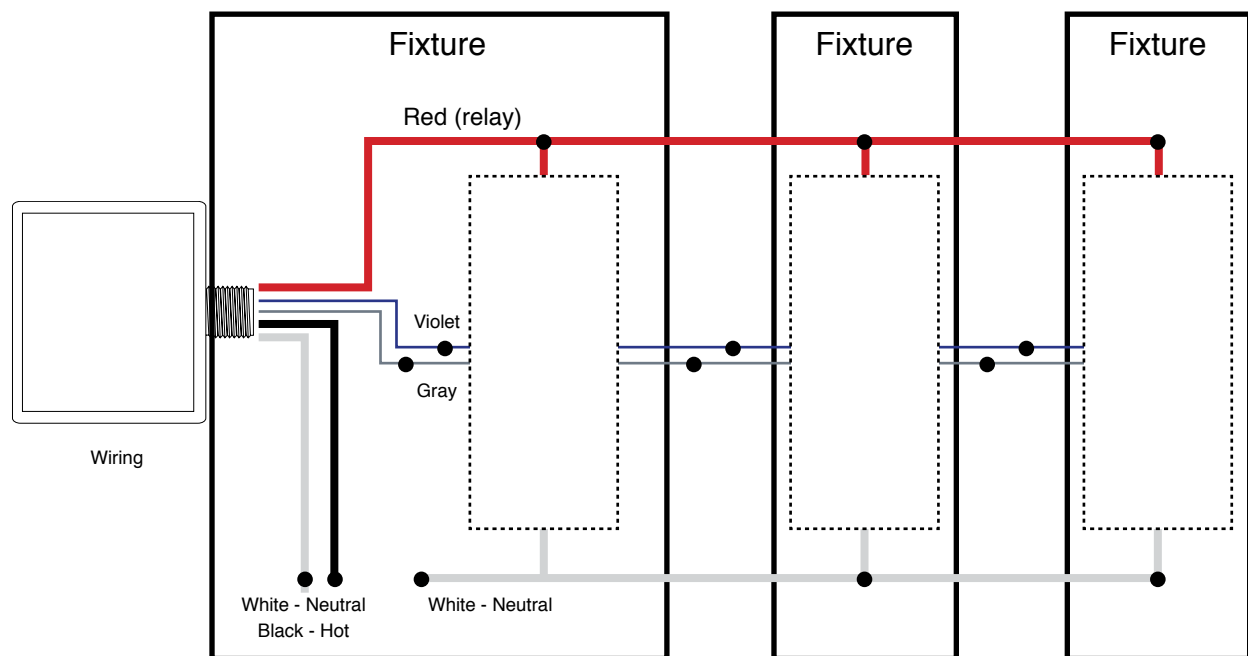 Fixture
Fixture
Fixture
Red (relay)
Violet
Gray
Wiring
White - Neutral
Black - Hot
White - Neutral